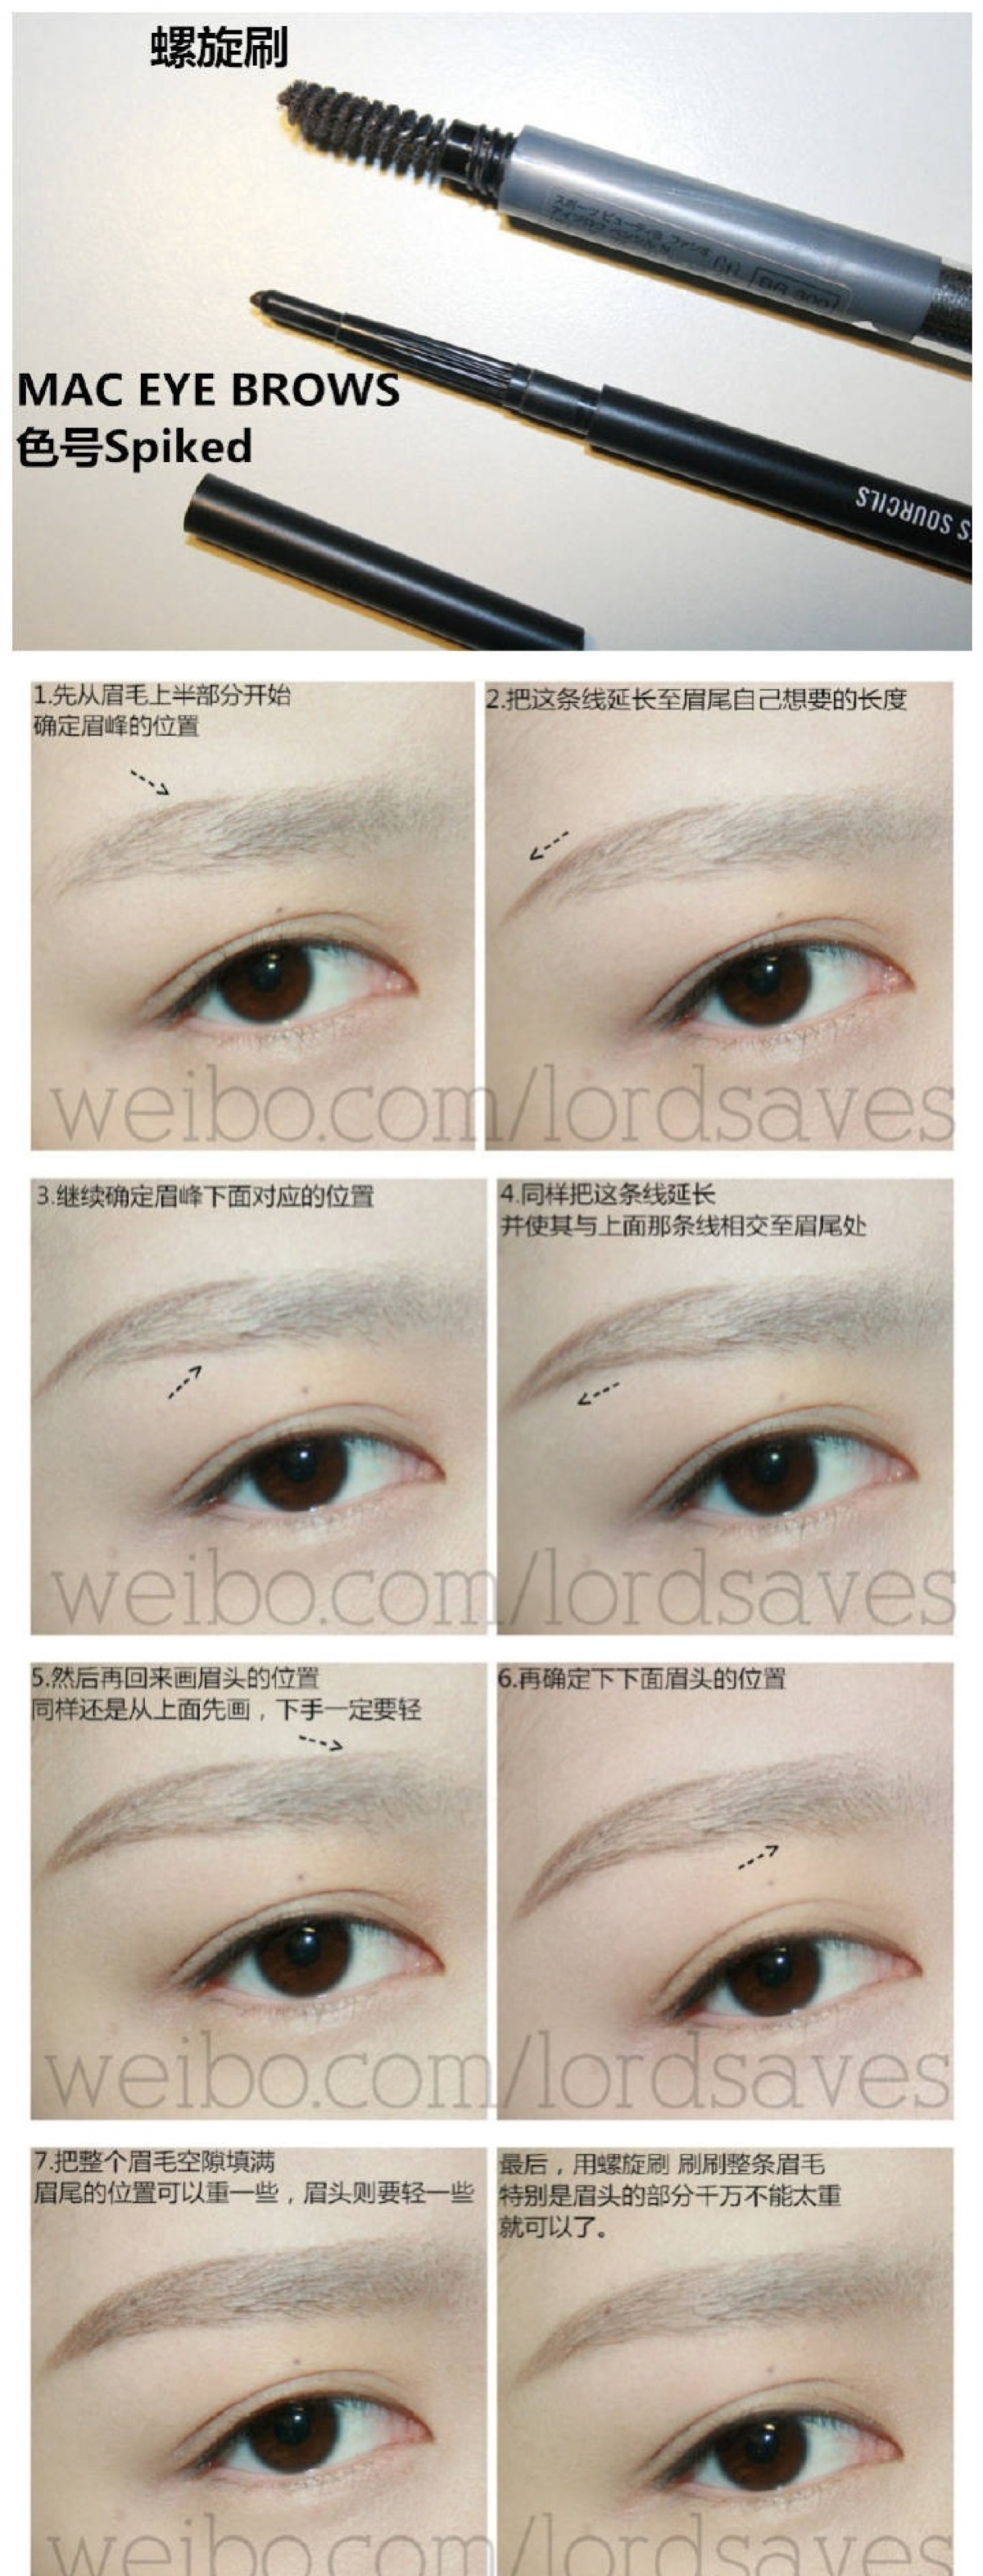 螺旋刷
MAC EYE BROWS
色号Spiked
S SOURCILS
1.先从眉毛上半部分开始
确定眉峰的位置
2.把这条线延长至眉尾自己想要的长度
weibo.com/lordsaves
3.继续确定眉峰下面对应的位置
4.同样把这条线延长
并使其与上面那条线相交至眉尾处
weibo.com/lordsaves
5.然后再回来画眉头的位置
同样还是从上面先画，下手一定要轻
6.再确定下下面眉头的位置
weibo.com/lordsaves
7.把整个眉毛空隙填满
眉尾的位置可以重一些，眉头则要轻一些
最后，用螺旋刷 刷刷整条眉毛
特别是眉头的部分千万不能太重
就可以了。
weibo.com/lordsaves